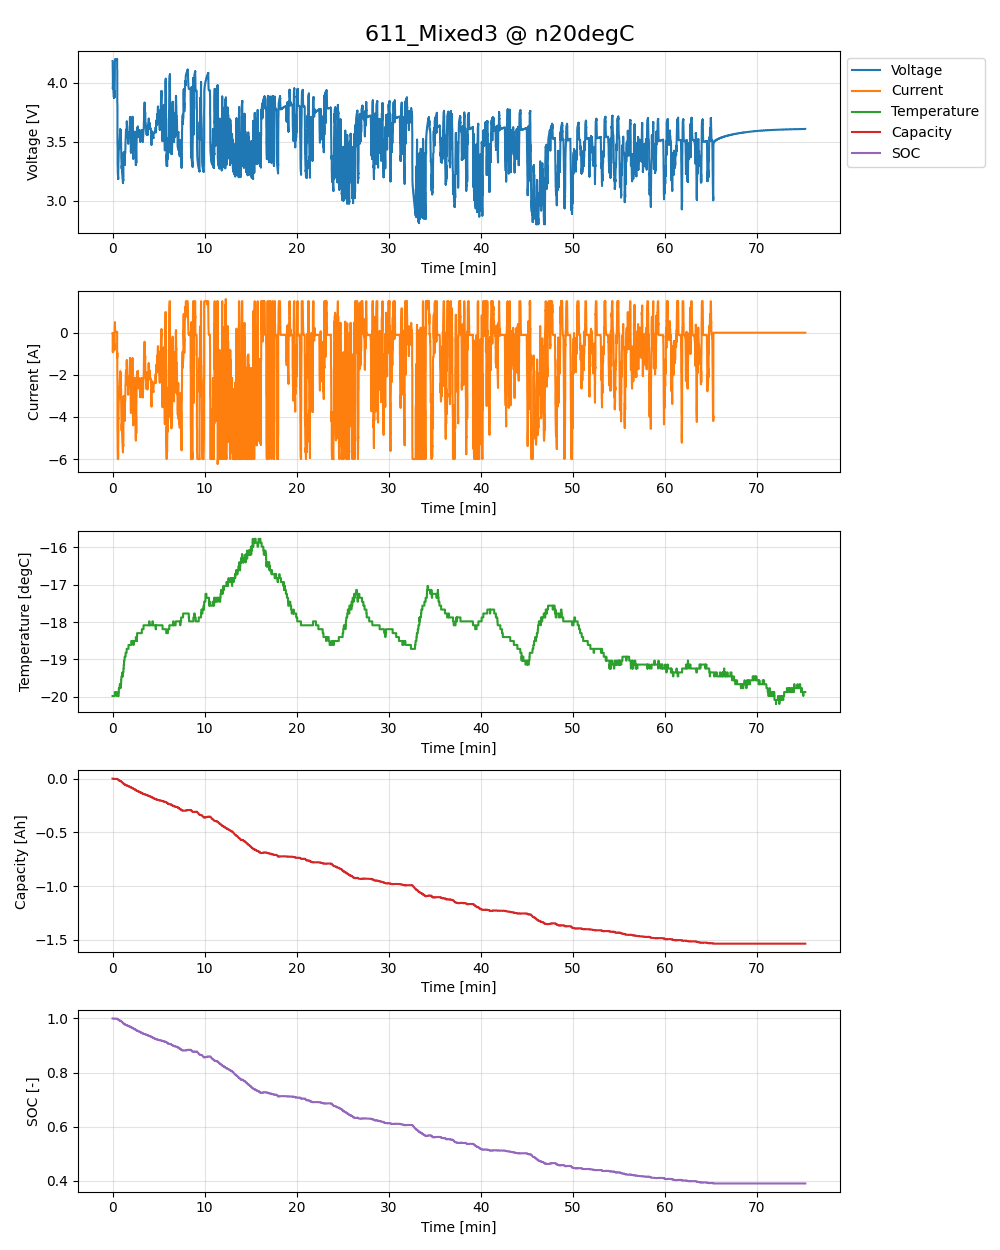 611_Mixed3 @ n20degC
Voltage
Current
Temperature
Capacity
SOC
4.0
3.5
3.0
Voltage [V]
0 10 20 30 40 50 60 70
Time [min]
0
−2
−4
−6
Current [A]
0 10 20 30 40 50 60 70
Time [min]
−16
−17
−18
−19
−20
Temperature [degC]
0 10 20 30 40 50 60 70
Time [min]
0.0
−0.5
−1.0
−1.5
Capacity [Ah]
0 10 20 30 40 50 60 70
Time [min]
1.0
0.8
0.6
0.4
SOC [-]
0 10 20 30 40 50 60 70
Time [min]